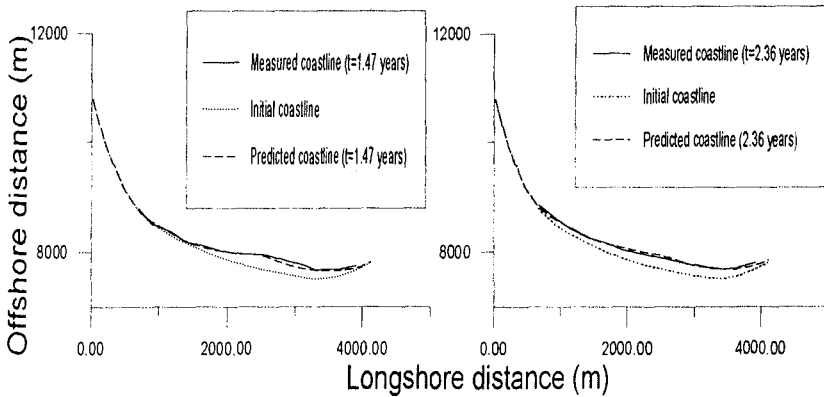 Offshore distance (m)
12000
8000
0.00
2000.00
4000.00
Measured coastline (t=1.47 years)
Initial coastline
Predicted coastline (t=1.47 years)
12000
8000
0.00
2000.00
4000.00
Measured coastline (t=2.36 years)
Initial coastline
Predicted coastline (2.36 years)
Longshore distance (m)